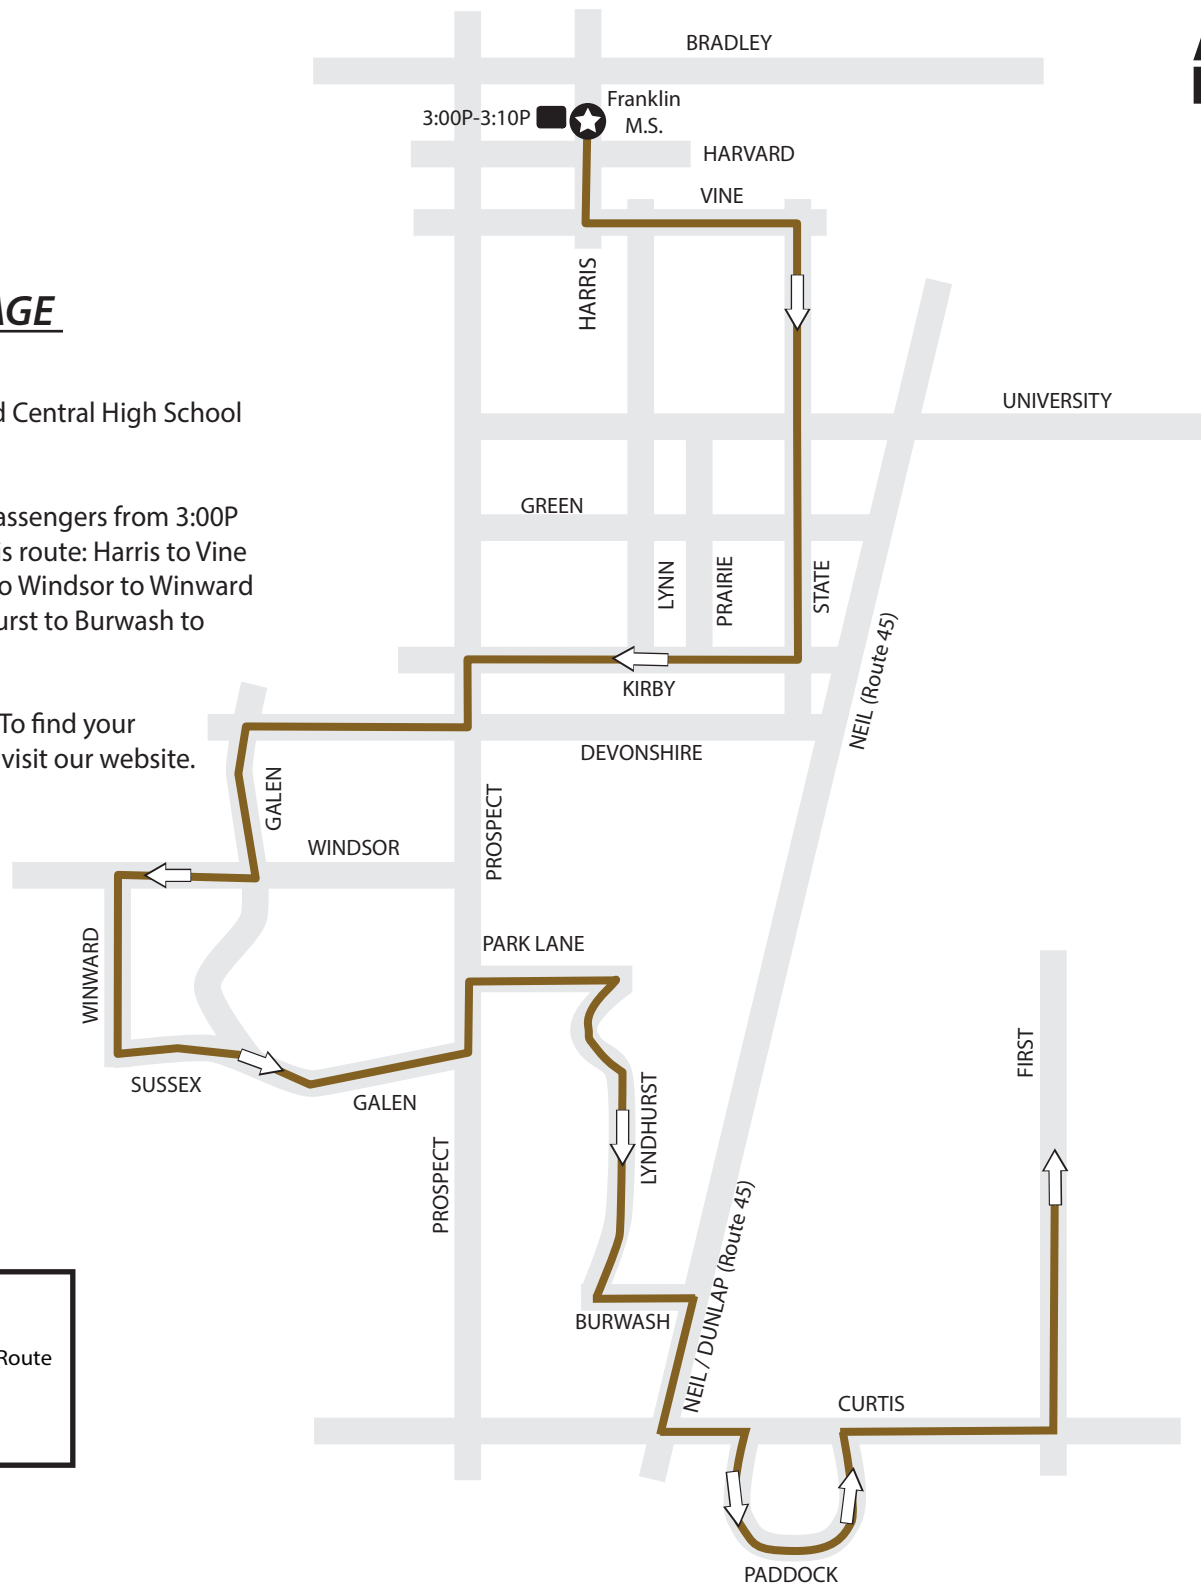 BRADLEY
3:00P-3:10P
Franklin
M.S.
HARVARD
VINE
HARRIS
AGE
d Central High School
assengers from 3:00P
is route: Harris to Vine
o Windsor to Winward
urst to Burwash to
To find your
visit our website.
UNIVERSITY
GREEN
LYNN
PRAIRIE
STATE
NEIL (Route 45)
KIRBY
DEVONSHIRE
GALEN
PROSPECT
WINDSOR
WINWARD
PARK LANE
SUSSEX
GALEN
FIRST
LYNDHURST
PROSPECT
NEIL / DUNLAP (Route 45)
BURWASH
Route
CURTIS
PADDOCK